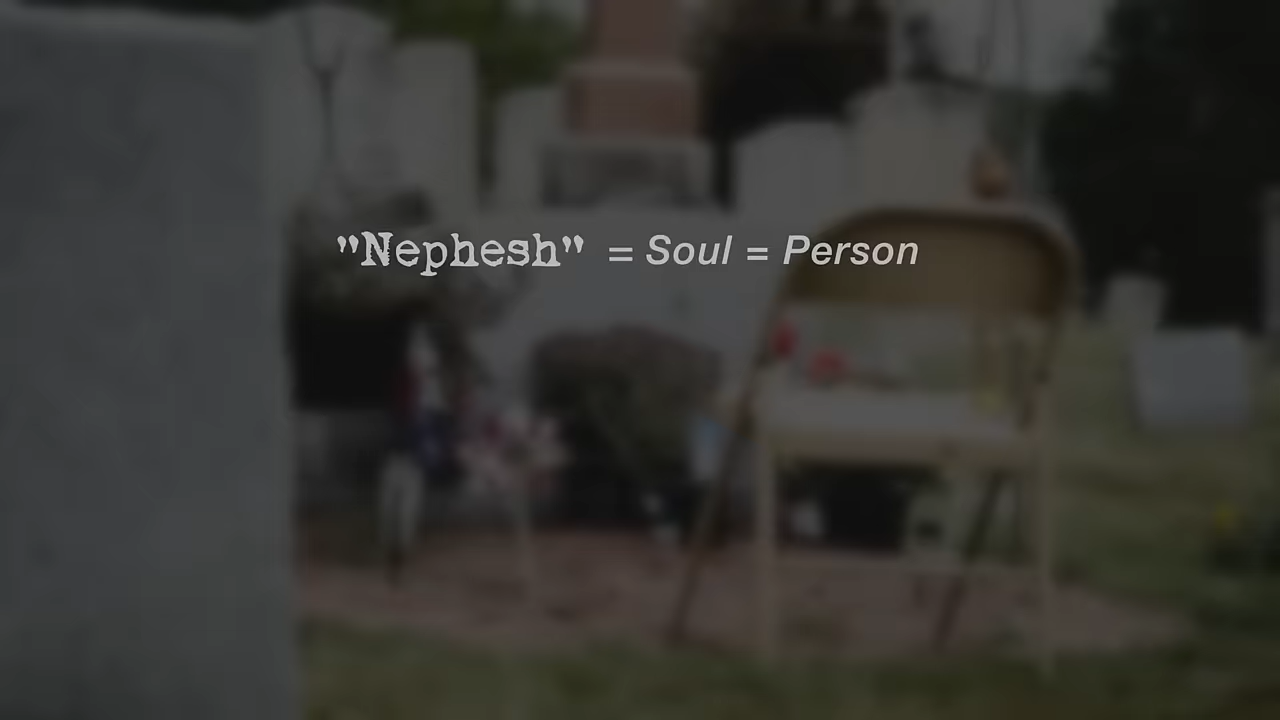 "Nephesh" = Soul = Person